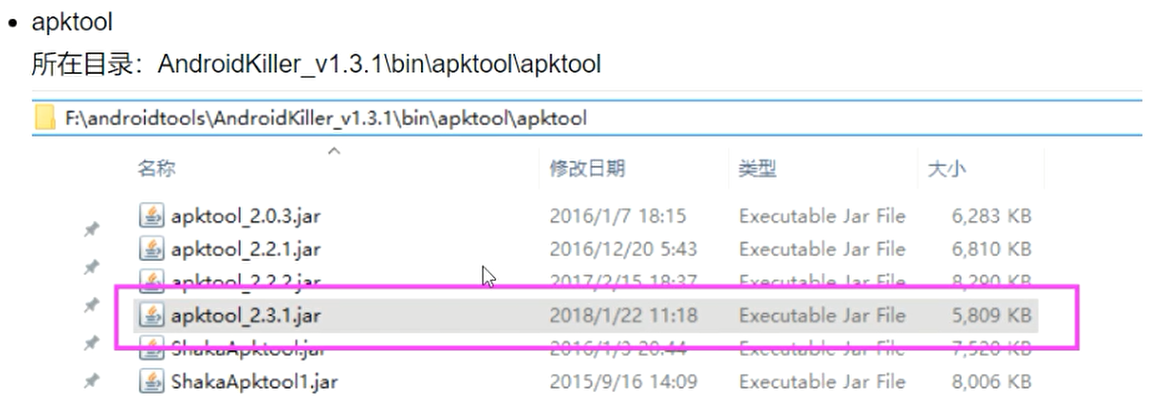 apktool
所在目录：AndroidKiller_v1.3.1\bin\apktool\apktool
F:\androidtools\AndroidKiller_v1.3.1\bin\apktool\apktool
名称 修改日期 类型 大小
apktool_2.0.3.jar 2016/1/7 18:15 Executable Jar File 6,283 KB
apktool_2.2.1.jar 2016/12/20 5:43 Executable Jar File 6,810 KB
apktool_2.2.2.jar 2017/2/15 18:37 Executable Jar File 8,290 KB
apktool_2.3.1.jar 2018/1/22 11:18 Executable Jar File 5,809 KB
ShakaApktool.jar 2016/1/3 20:44 Executable Jar File 7,520 KB
ShakaApktool1.jar 2015/9/16 14:09 Executable Jar File 8,006 KB